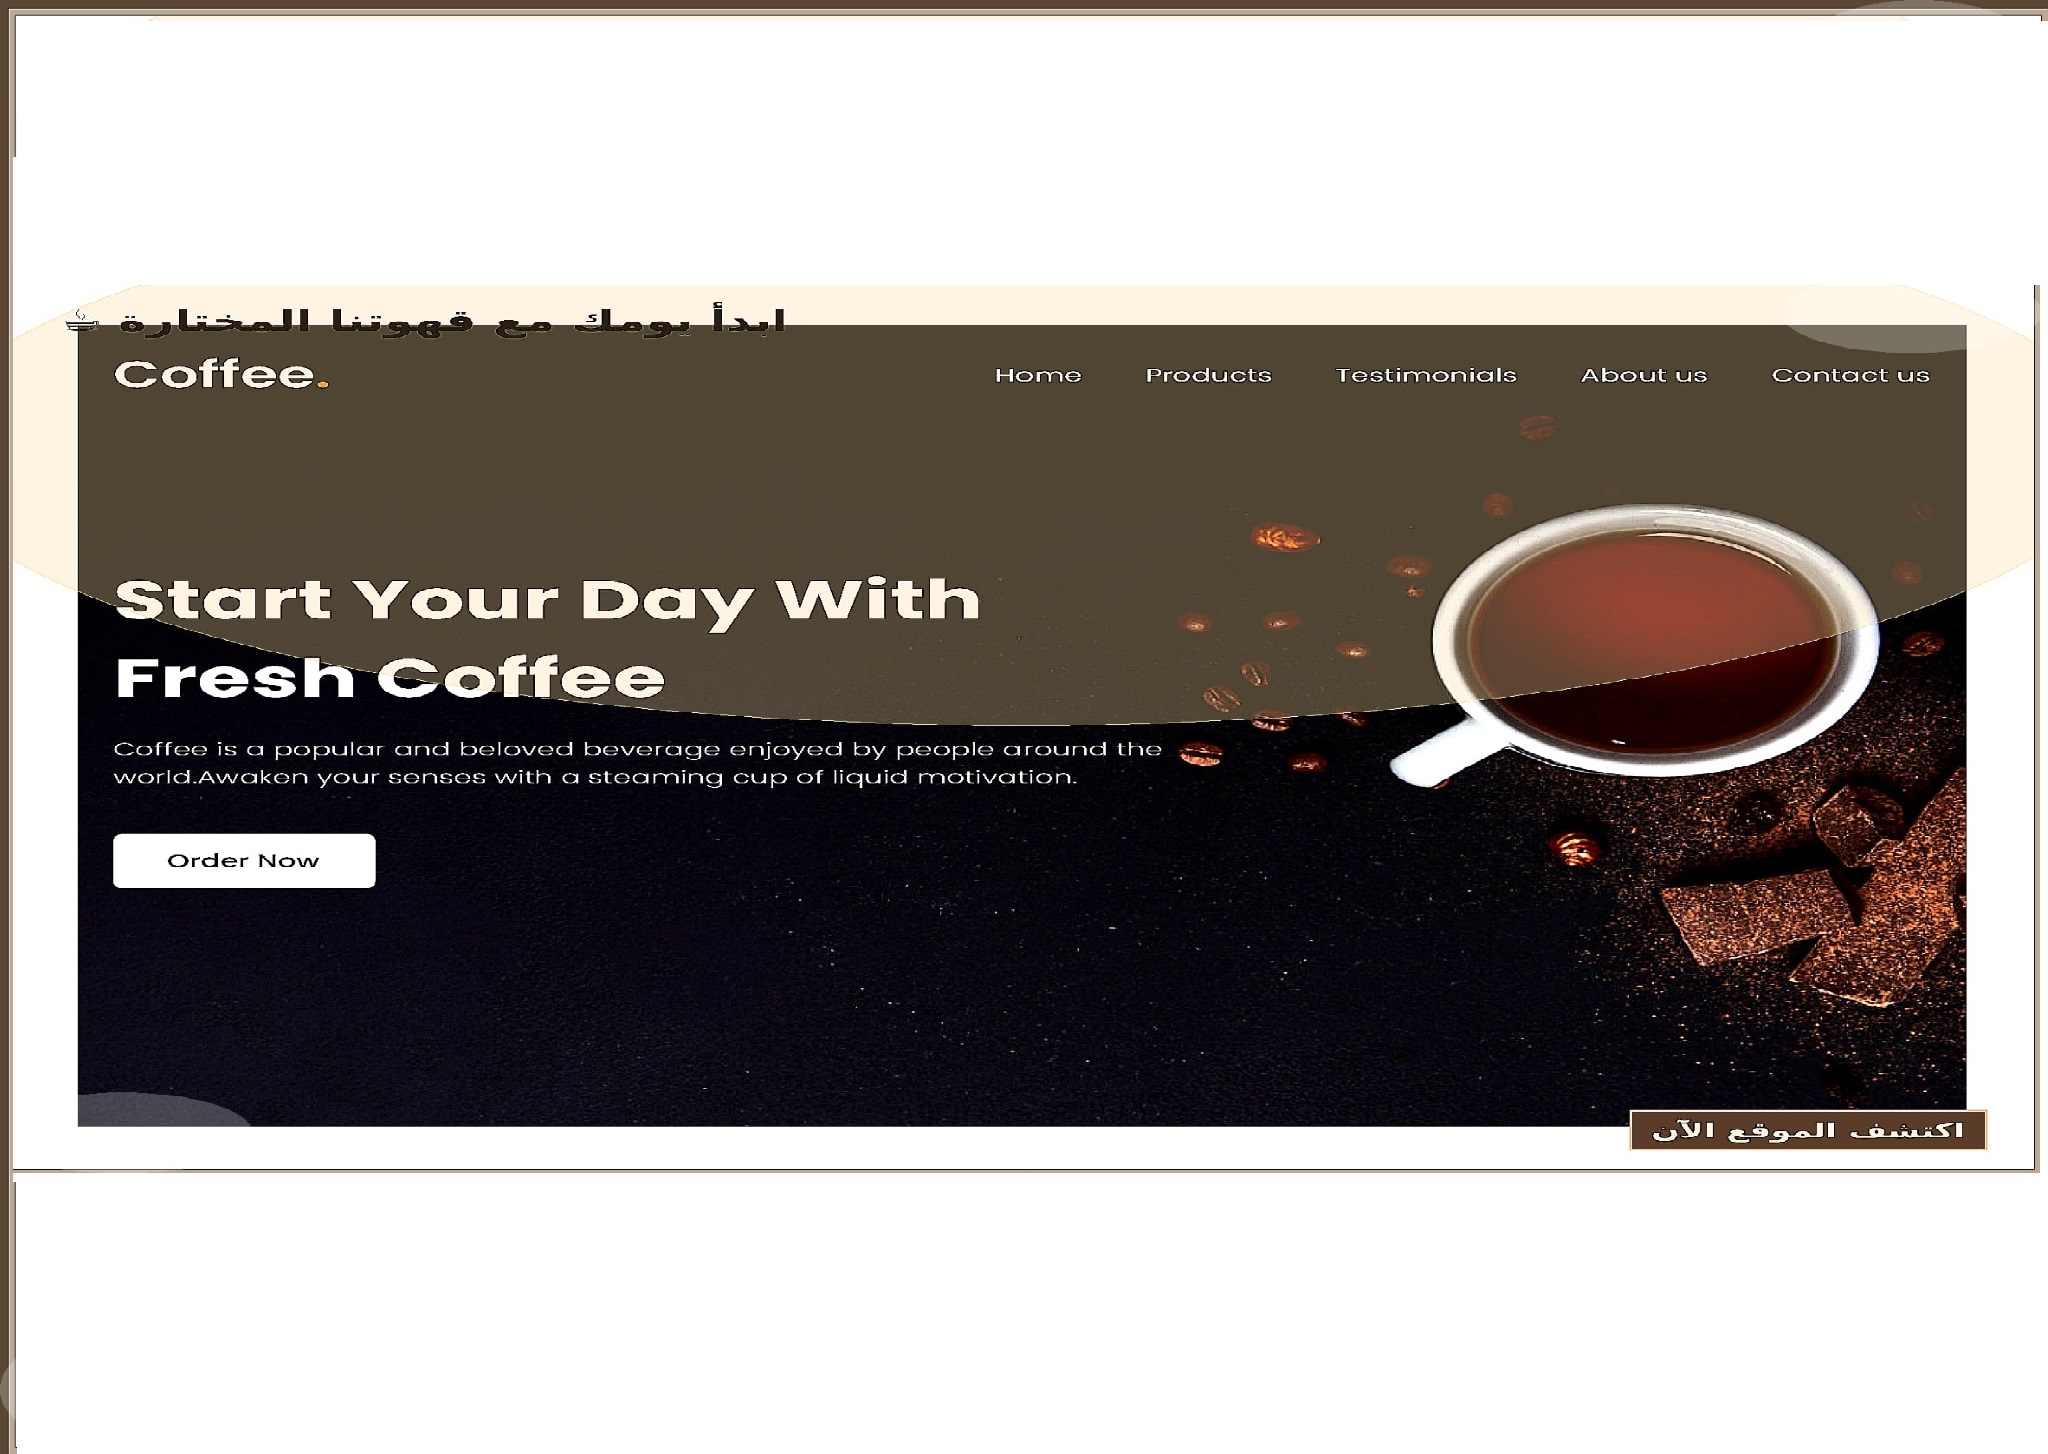 ابدأ يومك مع قهوتنا المختارة ☕
Coffee.
Home Products Testimonials About us Contact us
Start Your Day With
Fresh Coffee
Coffee is a popular and beloved beverage enjoyed by people around the
world.Awaken your senses with a steaming cup of liquid motivation.
Order Now
اكتشف الموقع الآن